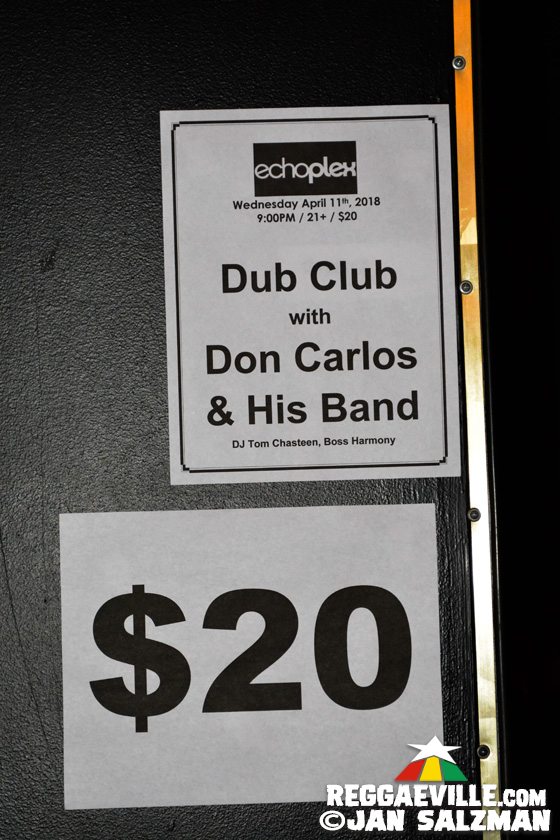 echoplex
Wednesday April 11th, 2018
9:00PM / 21+ / $20
Dub Club
with
Don Carlos
& His Band
DJ Tom Chasteen, Boss Harmony
$20
REGGAEVILLE.COM
©JAN SALZMAN